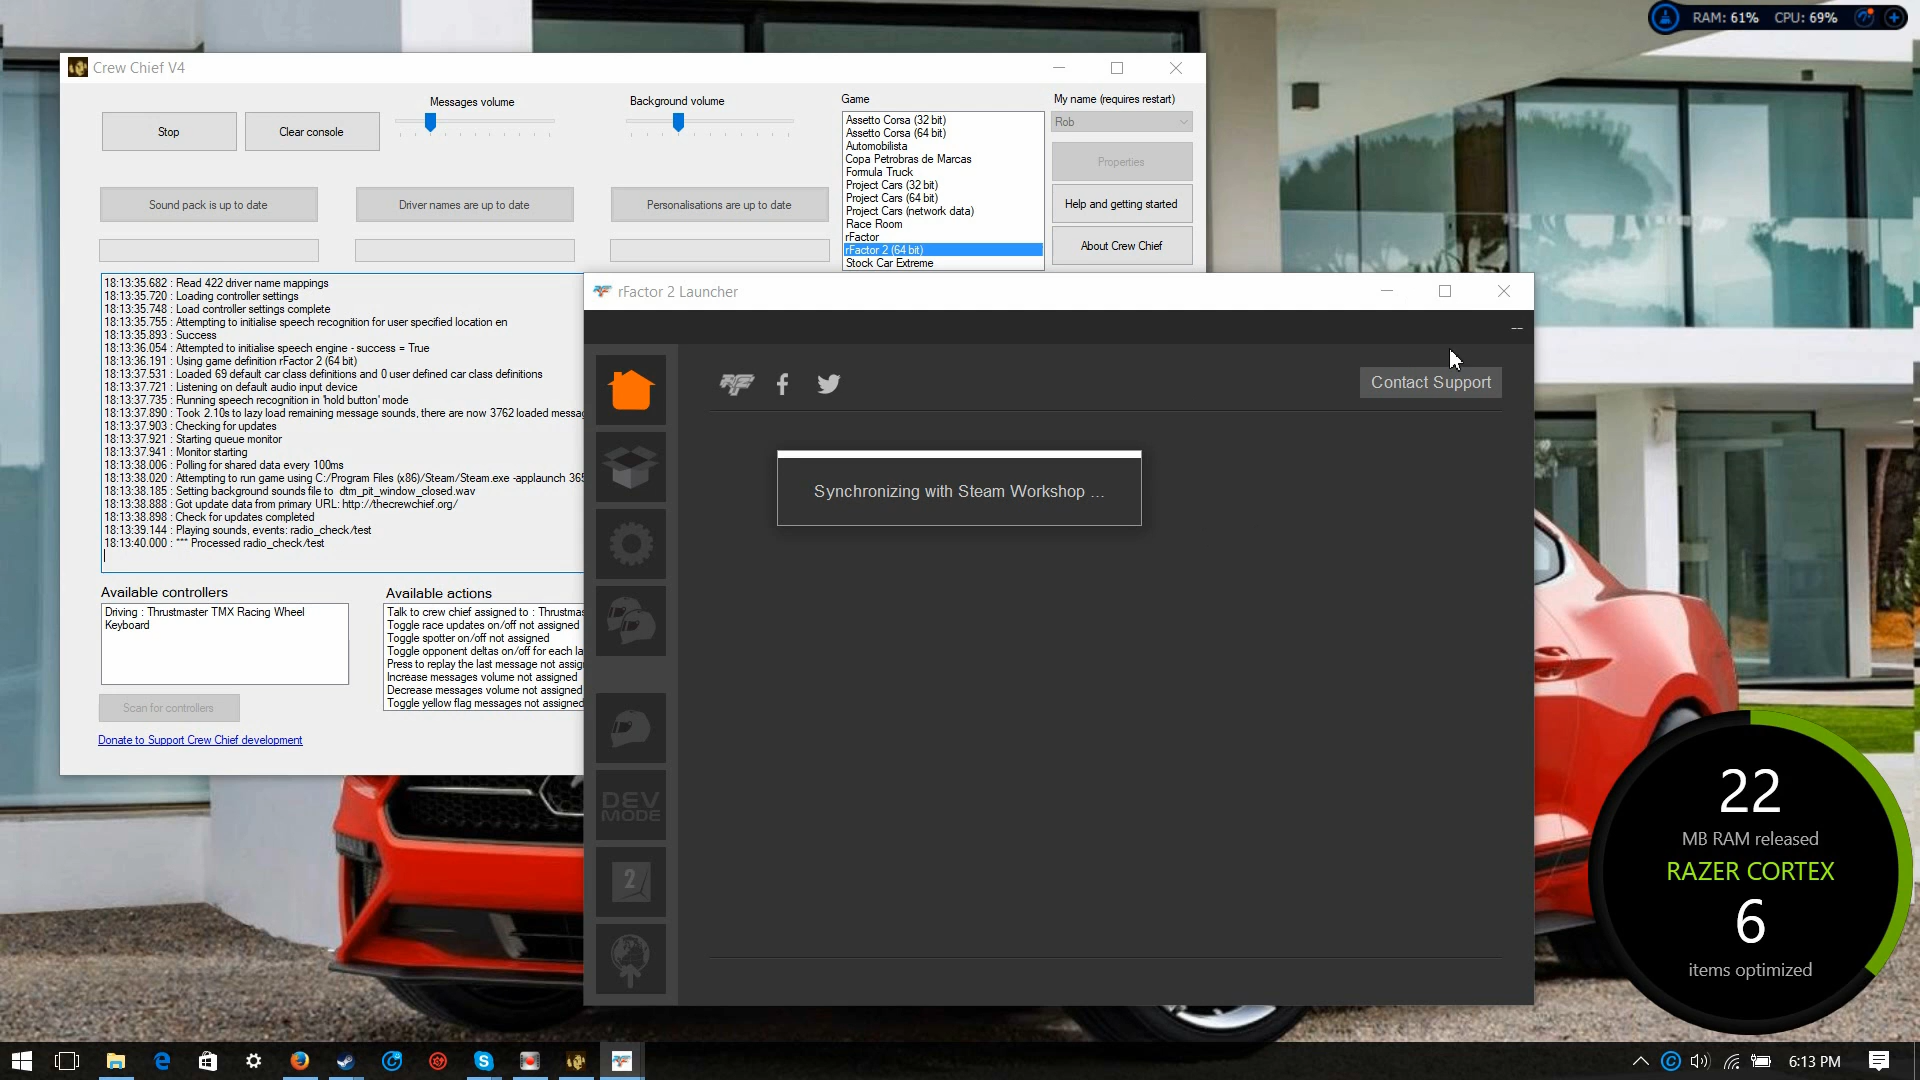 RAM: 61% CPU: 69%
Crew Chief V4
Stop
Clear console
Messages volume
Background volume
Game
My name (requires restart)
Assetto Corsa (32 bit)
Assetto Corsa (64 bit)
Automobilista
Copa Petrobras de Marcas
Formula Truck
Project Cars (32 bit)
Project Cars (64 bit)
Project Cars (network data)
Race Room
rFactor
rFactor 2 (64 bit)
Stock Car Extreme
Rob
Properties
Help and getting started
About Crew Chief
Sound pack is up to date
Driver names are up to date
Personalisations are up to date
18:13:35.682 : Read 422 driver name mappings
18:13:35.720 : Loading controller settings
18:13:35.748 : Load controller settings complete
18:13:35.755 : Attempting to initialise speech recognition for user specified location en
18:13:35.893 : Success
18:13:36.054 : Attempted to initialise speech engine - success = True
18:13:36.191 : Using game definition rFactor 2 (64 bit)
18:13:37.531 : Loaded 69 default car class definitions and 0 user defined car class definitions
18:13:37.721 : Listening on default audio input device
18:13:37.735 : Running speech recognition in 'hold button' mode
18:13:37.890 : Took 2.10s to lazy load remaining message sounds, there are now 3762 loaded messag
18:13:37.903 : Checking for updates
18:13:37.921 : Starting queue monitor
18:13:37.941 : Monitor starting
18:13:38.006 : Polling for shared data every 100ms
18:13:38.020 : Attempting to run game using C:/Program Files (x86)/Steam/Steam.exe -applaunch 365
18:13:38.185 : Setting background sounds file to  dtm_pit_window_closed.wav
18:13:38.888 : Got update data from primary URL: http://thecrewchief.org/
18:13:38.898 : Check for updates completed
18:13:39.144 : Playing sounds, events: radio_check/test
18:13:40.000 : *** Processed radio_check/test
Available controllers
Driving : Thrustmaster TMX Racing Wheel
Keyboard
Scan for controllers
Donate to Support Crew Chief development
Available actions
Talk to crew chief assigned to : Thrustmas
Toggle race updates on/off not assigned
Toggle spotter on/off not assigned
Toggle opponent deltas on/off for each la
Press to replay the last message not assig
Increase messages volume not assigned
Decrease messages volume not assigned
Toggle yellow flag messages not assigned
rFactor 2 Launcher
--
Contact Support
Synchronizing with Steam Workshop ...
DEV
MODE
2
22
MB RAM released
RAZER CORTEX
6
items optimized
6:13 PM